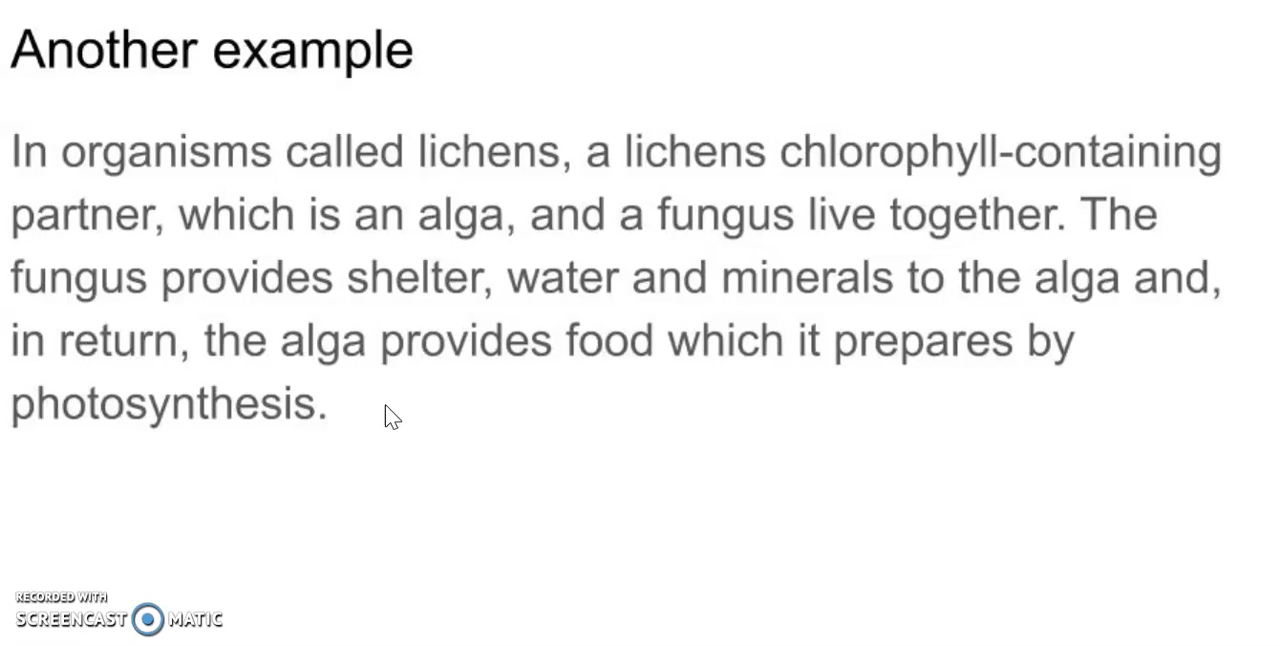 Another example
In organisms called lichens, a lichens chlorophyll-containing
partner, which is an alga, and a fungus live together. The
fungus provides shelter, water and minerals to the alga and,
in return, the alga provides food which it prepares by
photosynthesis.
RECORDED WITH
SCREENCAST MATIC